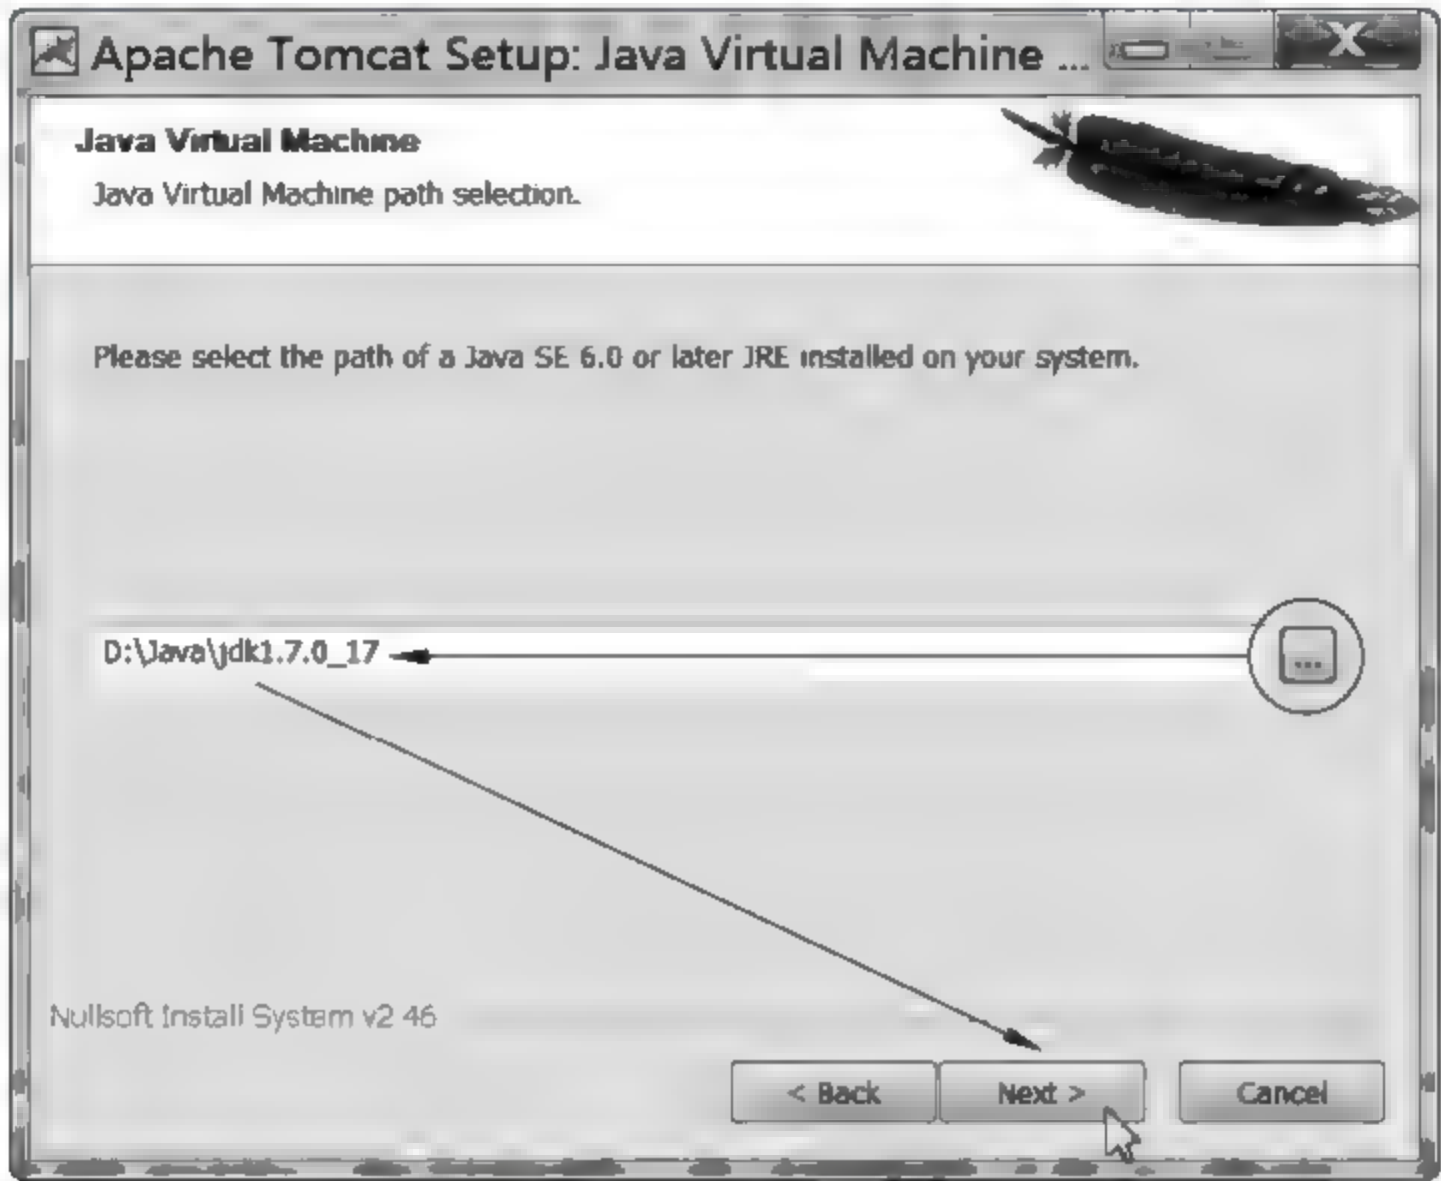 Apache Tomcat Setup: Java Virtual Machine ...
Java Virtual Machine
Java Virtual Machine path selection.
Please select the path of a Java SE 6.0 or later JRE installed on your system.
D:\Java\jdk1.7.0_17
...
Nullsoft Install System v2.46
< Back
Next >
Cancel